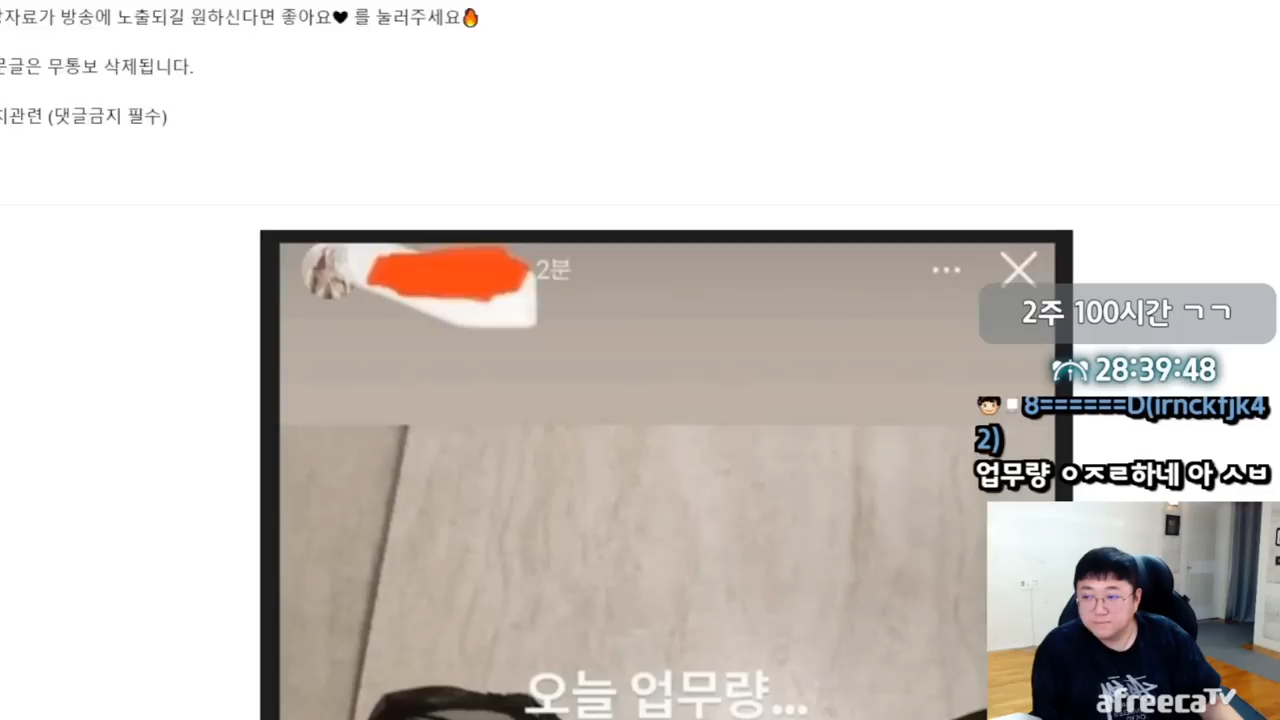 상자료가 방송에 노출되길 원하신다면 좋아요🖤 를 눌러주세요🔥
문글은 무통보 삭제됩니다.
치관련 (댓글금지 필수)
2분
2주 100시간 ㄱㄱ
28:39:48
8======D(irnckfjk4
2)
업무량 ㅇㅈㄹ하네 아 ㅅㅂ
오늘 업무량...
afreecaTV